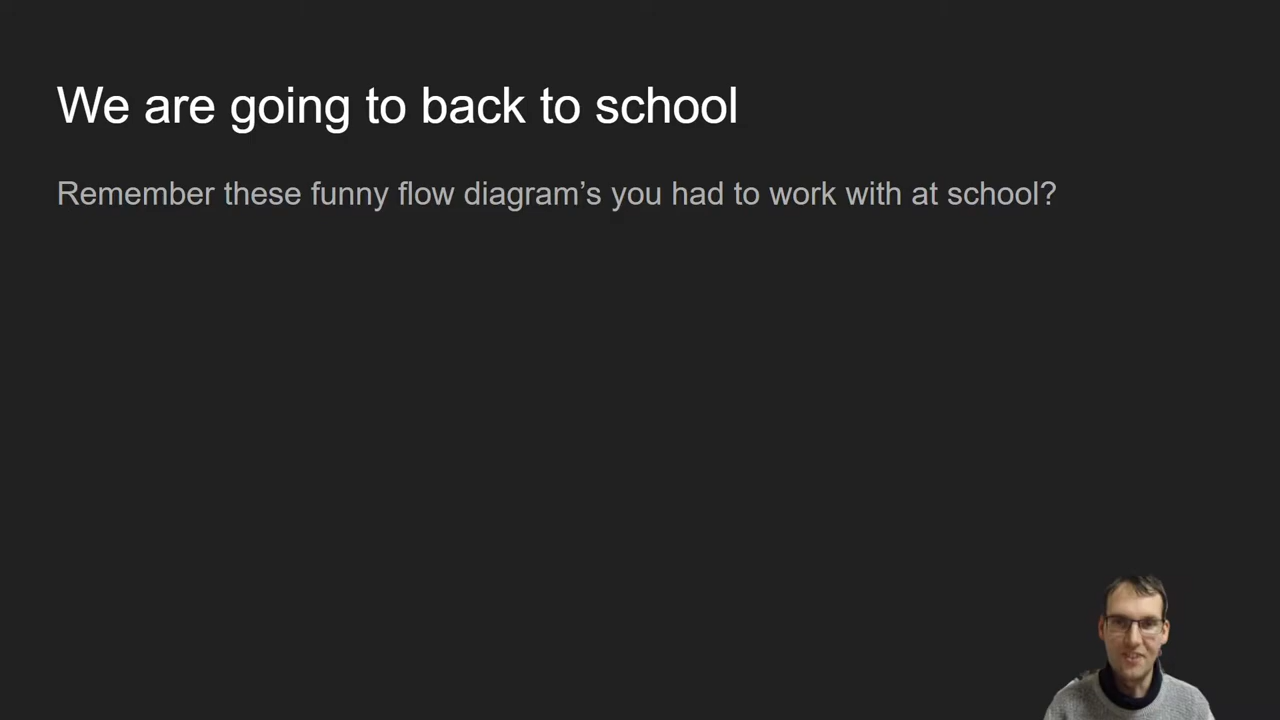 We are going to back to school
Remember these funny flow diagram’s you had to work with at school?